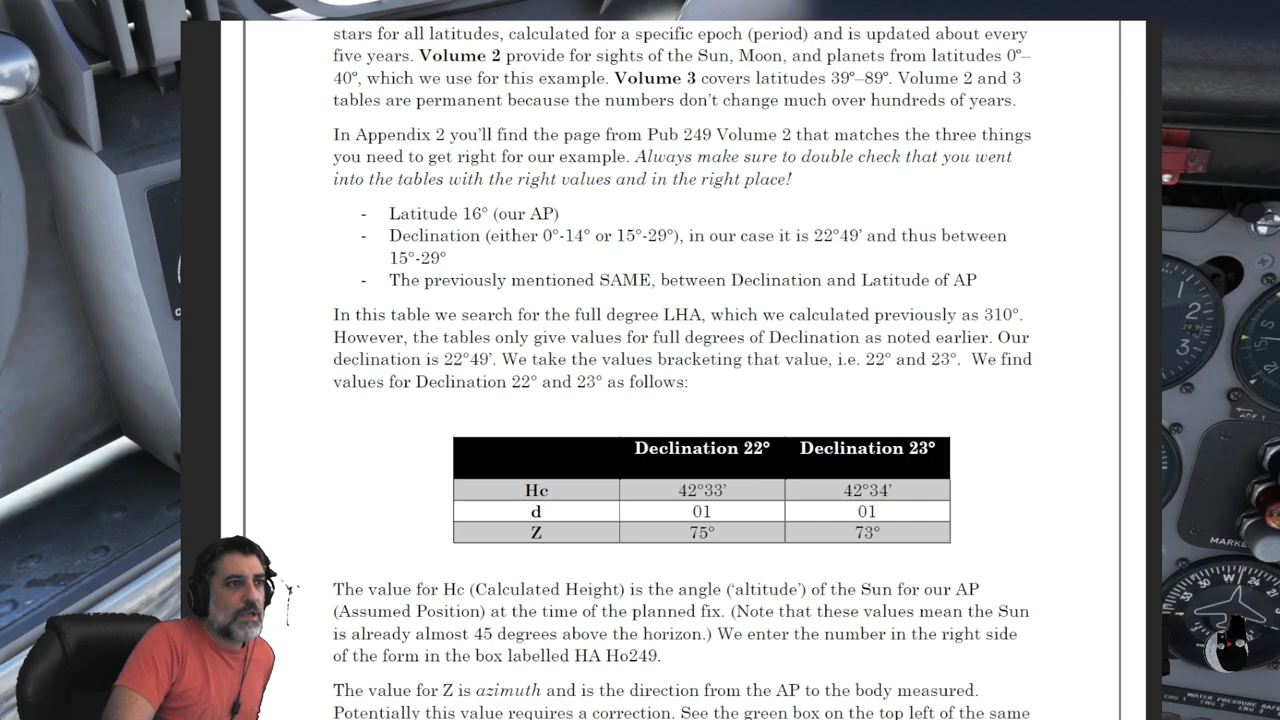 stars for all latitudes, calculated for a specific epoch (period) and is updated about every
five years. Volume 2 provide for sights of the Sun, Moon, and planets from latitudes 0°–
40°, which we use for this example. Volume 3 covers latitudes 39°–89°. Volume 2 and 3
tables are permanent because the numbers don’t change much over hundreds of years.
In Appendix 2 you’ll find the page from Pub 249 Volume 2 that matches the three things
you need to get right for our example. Always make sure to double check that you went
into the tables with the right values and in the right place!
- Latitude 16° (our AP)
- Declination (either 0°-14° or 15°-29°), in our case it is 22°49’ and thus between
15°-29°
- The previously mentioned SAME, between Declination and Latitude of AP
In this table we search for the full degree LHA, which we calculated previously as 310°.
However, the tables only give values for full degrees of Declination as noted earlier. Our
declination is 22°49’. We take the values bracketing that value, i.e. 22° and 23°. We find
values for Declination 22° and 23° as follows:
Declination 22° Declination 23°
Hc 42°33’ 42°34’
d 01 01
Z 75° 73°
The value for Hc (Calculated Height) is the angle (‘altitude’) of the Sun for our AP
(Assumed Position) at the time of the planned fix. (Note that these values mean the Sun
is already almost 45 degrees above the horizon.) We enter the number in the right side
of the form in the box labelled HA Ho249.
The value for Z is azimuth and is the direction from the AP to the body measured.
Potentially this value requires a correction. See the green box on the top left of the same
2
3
MARKE
33
30
W
24